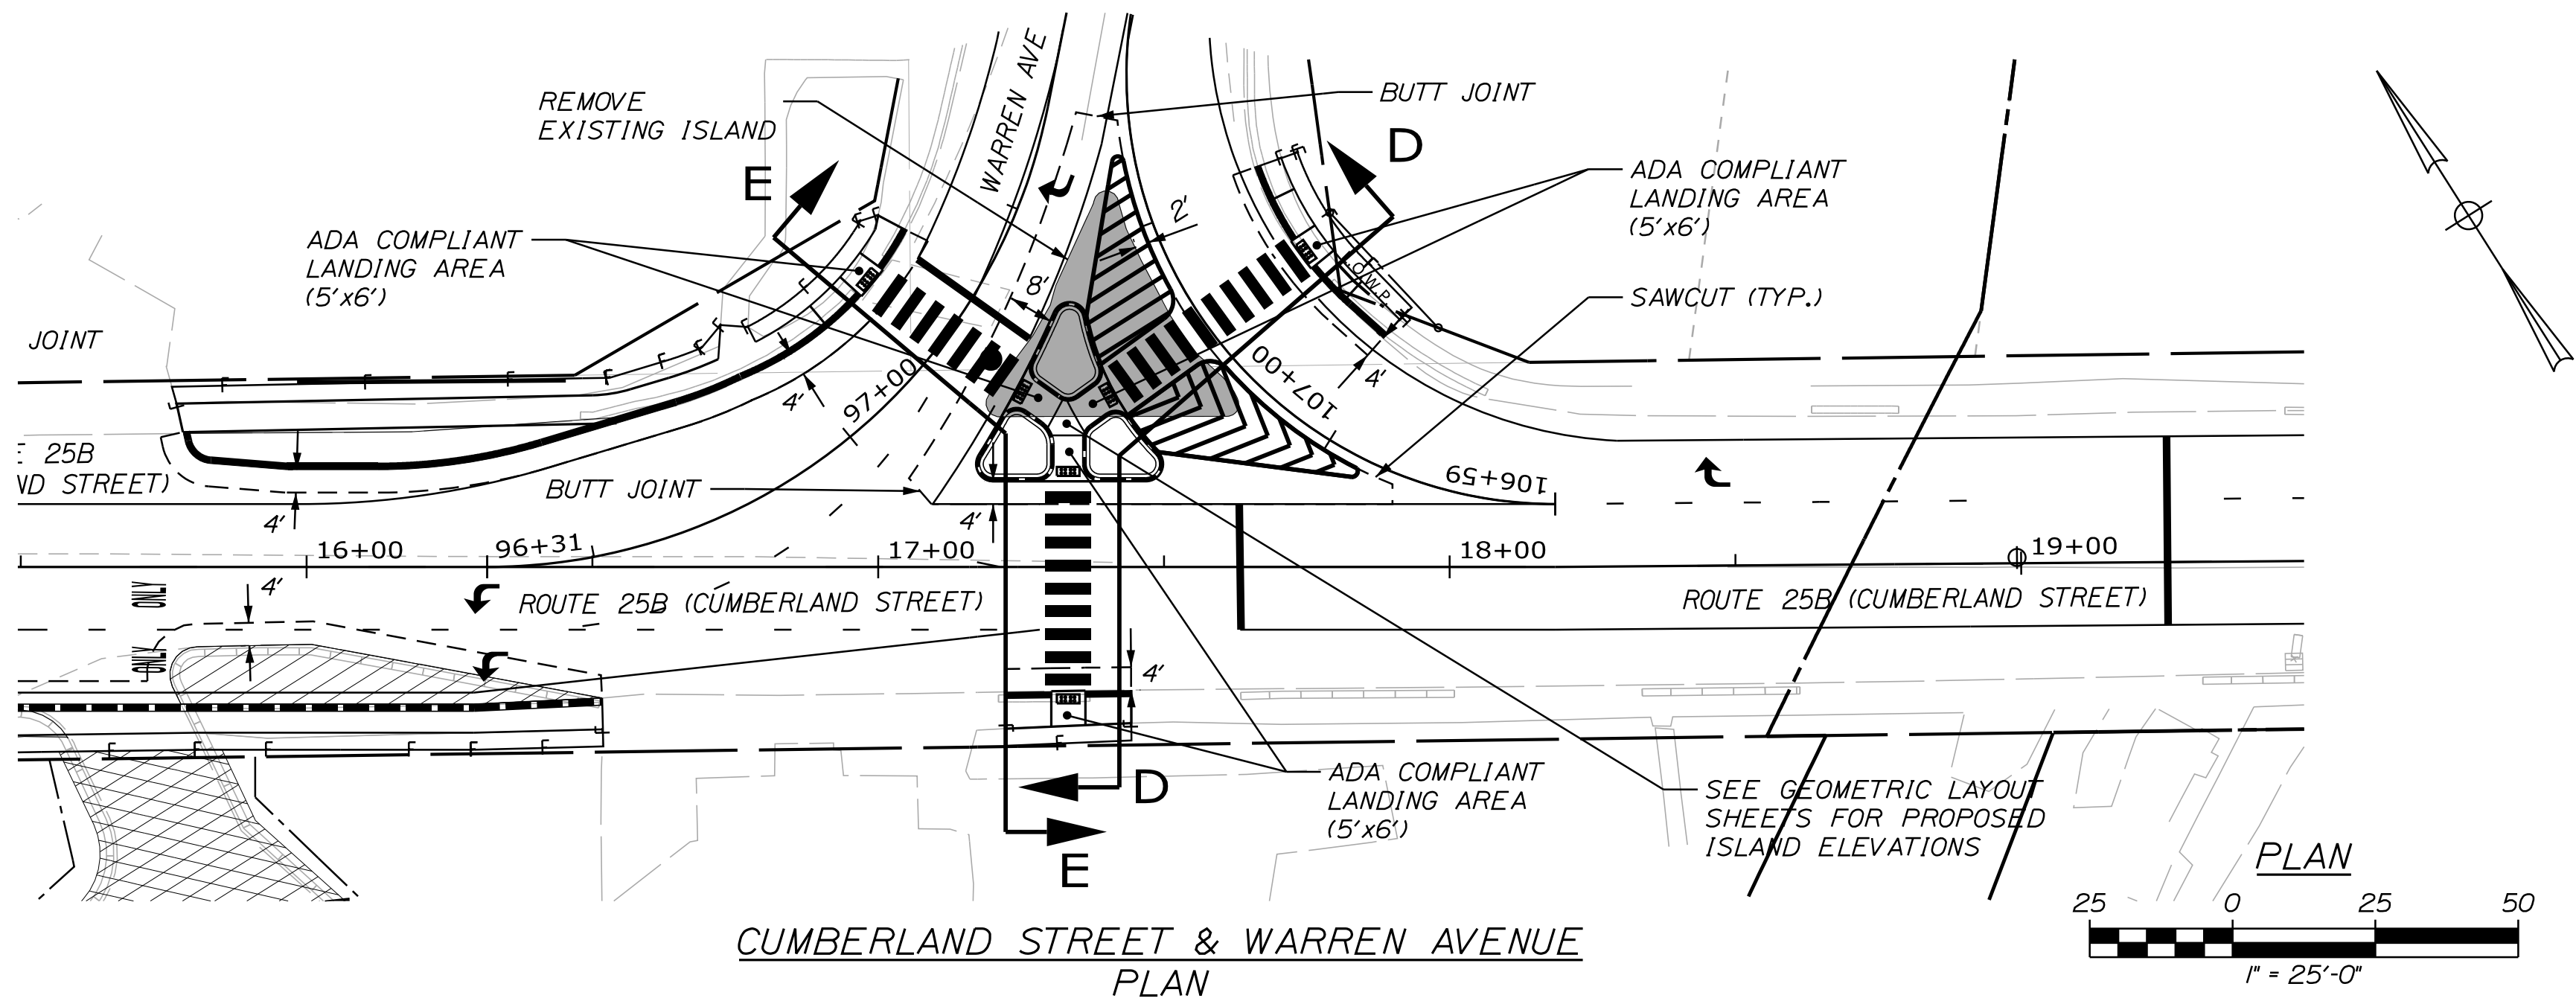 WARREN AVE
REMOVE
EXISTING ISLAND
BUTT JOINT
D
E
2'
ADA COMPLIANT
LANDING AREA
(5'x6')
ADA COMPLIANT
LANDING AREA
(5'x6')
8'
L.O.W.P.
SAWCUT (TYP.)
JOINT
4'
97+00
107+00
4'
25B
ND STREET)
BUTT JOINT
106+59
4'
4'
16+00
96+31
17+00
18+00
19+00
4'
ROUTE 25B (CUMBERLAND STREET)
ROUTE 25B (CUMBERLAND STREET)
4'
D
ADA COMPLIANT
LANDING AREA
(5'x6')
SEE GEOMETRIC LAYOUT
SHEETS FOR PROPOSED
ISLAND ELEVATIONS
E
PLAN
25 0 25 50
1" = 25'-0"
CUMBERLAND STREET & WARREN AVENUE
PLAN